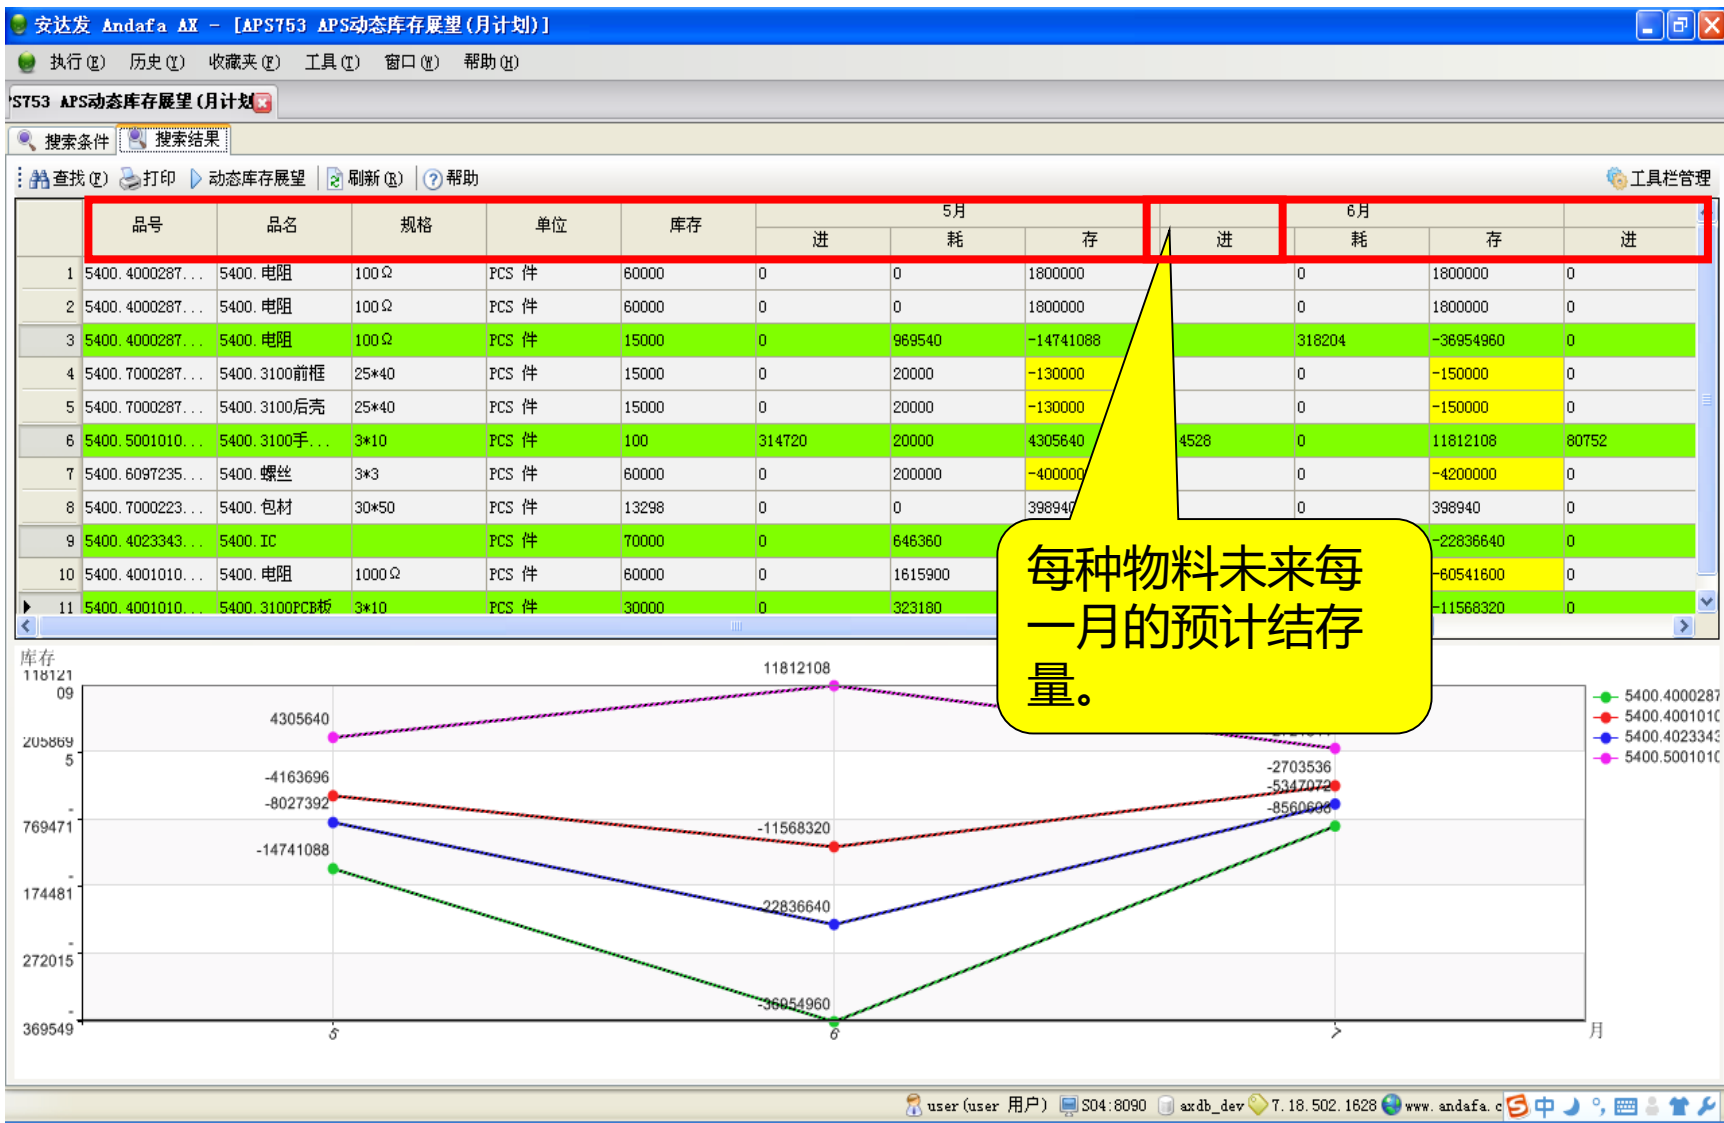 安达发 Andafa AX - [APS753 APS动态库存展望(月计划)]
执行(E) 历史(Y) 收藏夹(F) 工具(T) 窗口(W) 帮助(H)
PS753 APS动态库存展望(月计划
搜索条件 搜索结果
查找(F) 打印 动态库存展望 刷新(R) 帮助 工具栏管理
品号 品名 规格 单位 库存 5月 6月
进 耗 存 进 耗 存 进
1 5400.4000287... 5400.电阻 100Ω PCS 件 60000 0 0 1800000 0 1800000 0
2 5400.4000287... 5400.电阻 100Ω PCS 件 60000 0 0 1800000 0 1800000 0
3 5400.4000287... 5400.电阻 100Ω PCS 件 15000 0 969540 -14741088 318204 -36954960 0
4 5400.7000287... 5400.3100前框 25*40 PCS 件 15000 0 20000 -130000 0 -150000 0
5 5400.7000287... 5400.3100后壳 25*40 PCS 件 15000 0 20000 -130000 0 -150000 0
6 5400.5001010... 5400.3100手... 3*10 PCS 件 100 314720 20000 4305640 4528 0 11812108 80752
7 5400.6097235... 5400.螺丝 3*3 PCS 件 60000 0 200000 -400000 0 -4200000 0
8 5400.7000223... 5400.包材 30*50 PCS 件 13298 0 0 398940 0 398940 0
9 5400.4023343... 5400.IC PCS 件 70000 0 646360 -22836640 0
10 5400.4001010... 5400.电阻 1000Ω PCS 件 60000 0 1615900 -60541600 0
11 5400.4001010... 5400.3100PCB板 3*10 PCS 件 30000 0 323180 -11568320 0
每种物料未来每
一月的预计结存
量。
库存
118121
09
205869
5
-
769471
-
174481
-
272015
-
369549
4305640
-4163696
-8027392
-14741088
11812108
-11568320
-22836640
-36954960
-2703536
-5347072
-8560608
5 6 7 月
5400.4000287
5400.4001010
5400.4023343
5400.5001010
user(user 用户) S04:8090 axdb_dev 7.18.502.1628 www.andafa.c 中